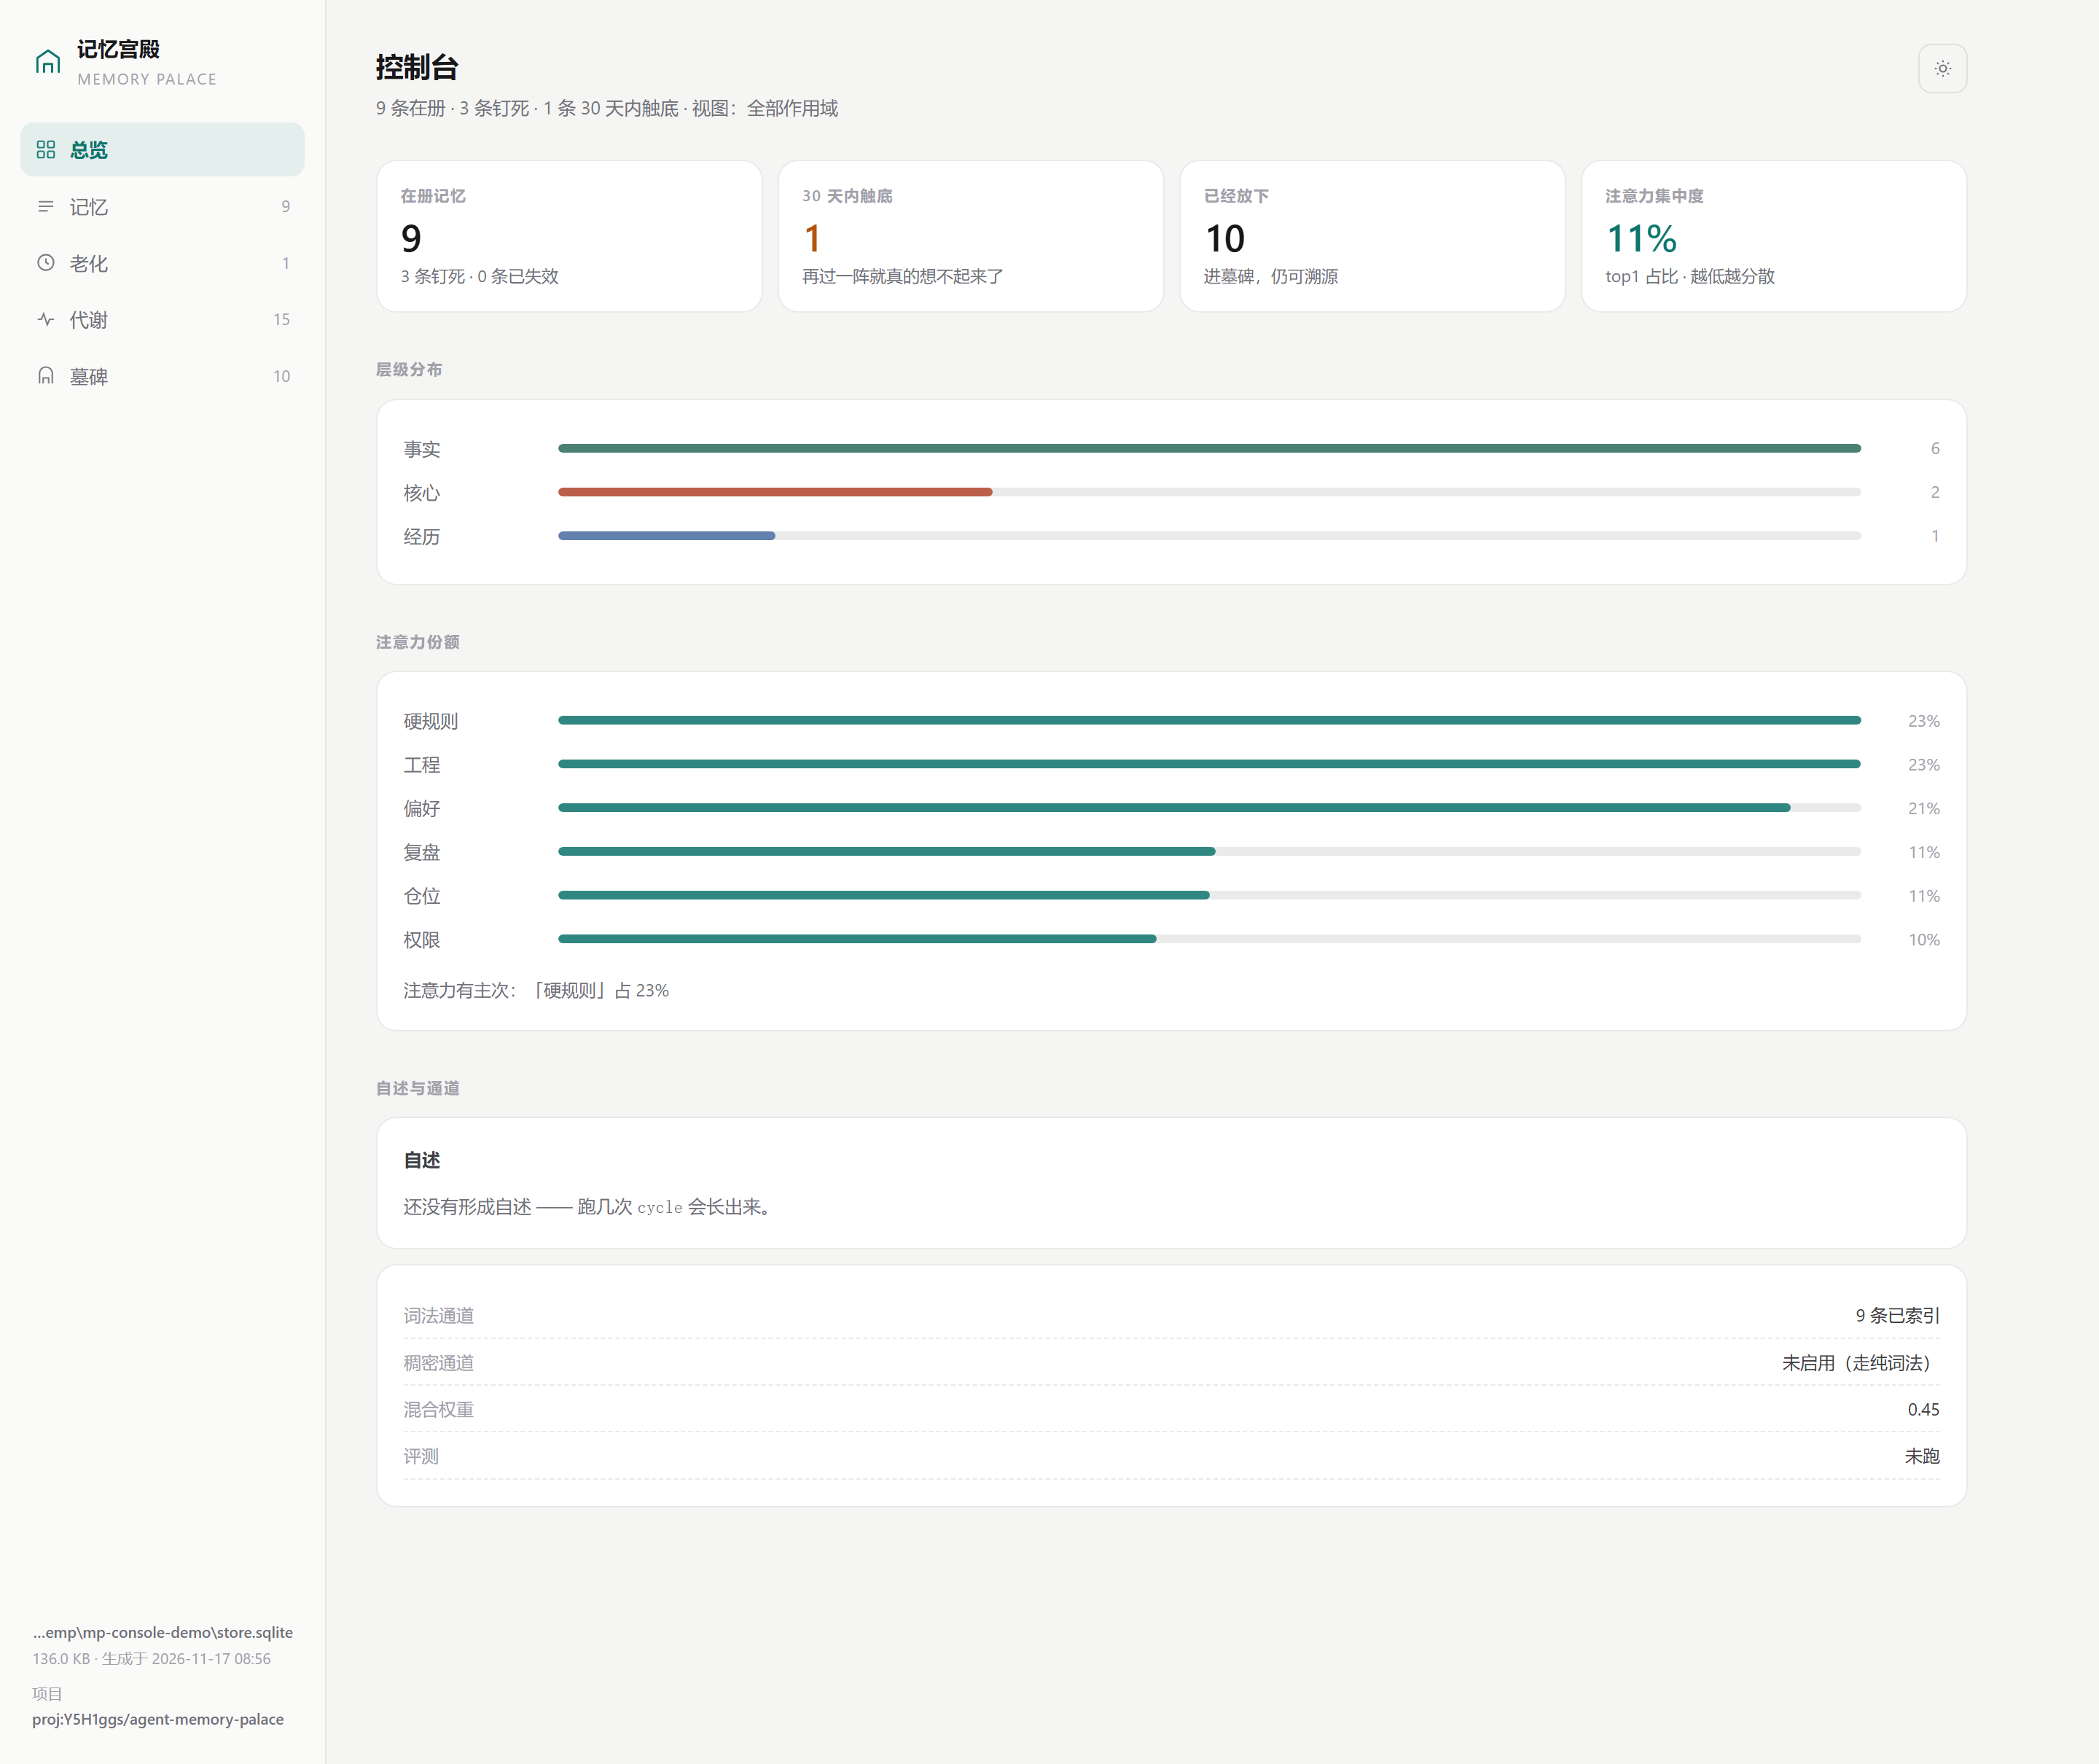 记忆宫殿
MEMORY PALACE
总览
记忆 9
老化 1
代谢 15
墓碑 10
...emp\mp-console-demo\store.sqlite
136.0 KB · 生成于 2026-11-17 08:56
项目
proj:Y5H1ggs/agent-memory-palace
控制台
9 条在册 · 3 条钉死 · 1 条 30 天内触底 · 视图：全部作用域
在册记忆
9
3 条钉死 · 0 条已失效
30 天内触底
1
再过一阵就真的想不起来了
已经放下
10
进墓碑，仍可溯源
注意力集中度
11%
top1 占比 · 越低越分散
层级分布
事实 6
核心 2
经历 1
注意力份额
硬规则 23%
工程 23%
偏好 21%
复盘 11%
仓位 11%
权限 10%
注意力有主次：「硬规则」占 23%
自述与通道
自述
还没有形成自述 —— 跑几次 cycle 会长出来。
词法通道 9 条已索引
稠密通道 未启用（走纯词法）
混合权重 0.45
评测 未跑